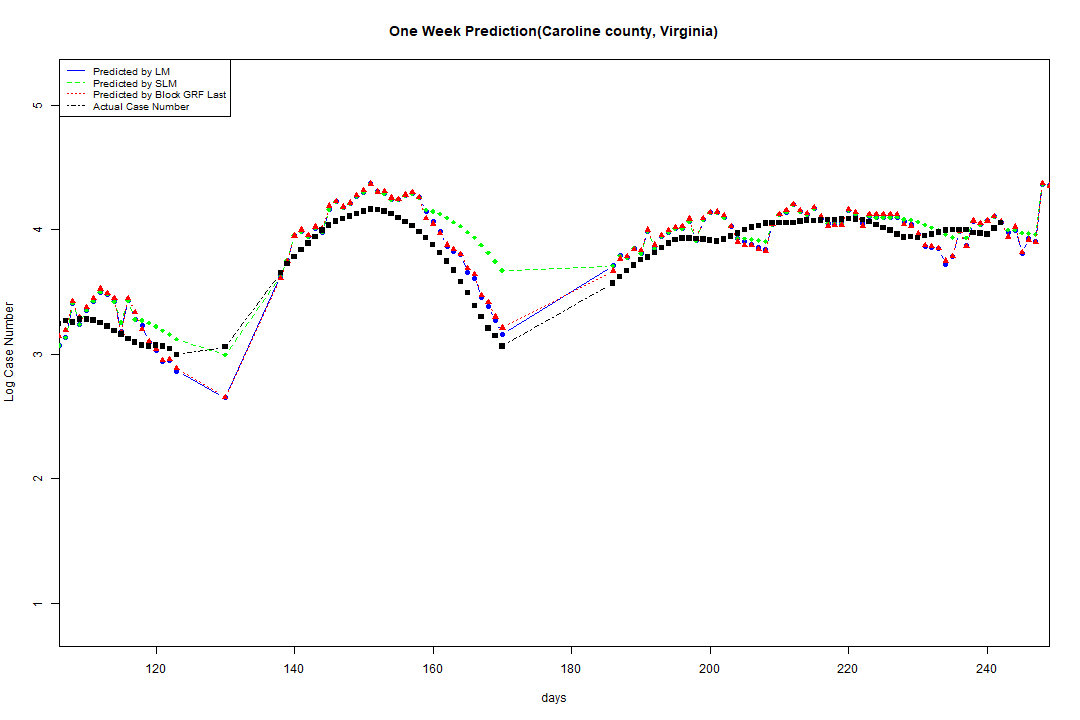 One Week Prediction(Caroline county, Virginia)
Predicted by LM
Predicted by SLM
Predicted by Block GRF Last
Actual Case Number
5
4
3
2
1
Log Case Number
120 140 160 180 200 220 240
days